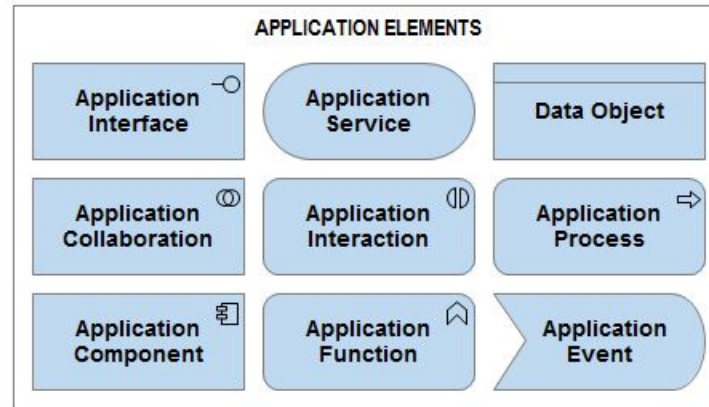 APPLICATION ELEMENTS
Application
Interface
Application
Service
Data Object
Application
Collaboration
Application
Interaction
Application
Process
Application
Component
Application
Function
Application
Event